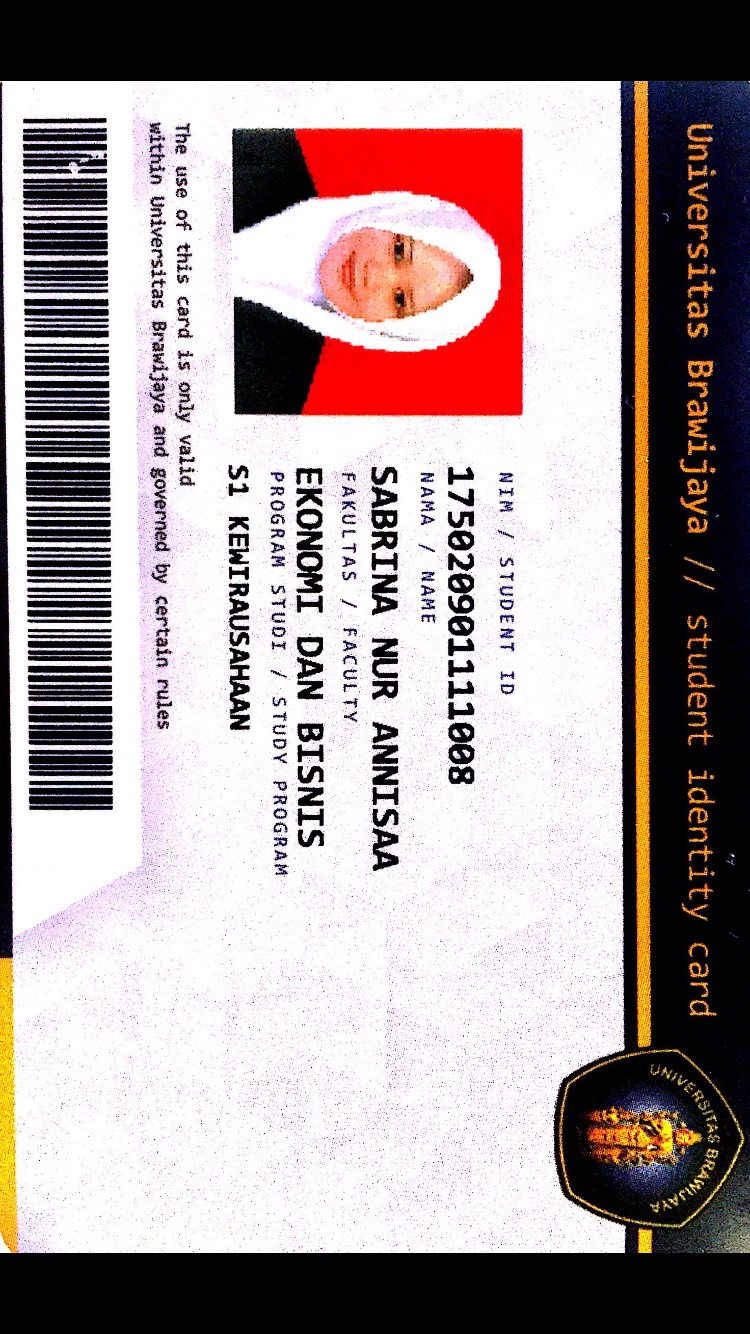 Universitas Brawijaya // student identity card
UNIVERSITAS BRAWIJAYA
NIM / STUDENT ID
175020901111008
NAMA / NAME
SABRINA NUR ANNISAA
FAKULTAS / FACULTY
EKONOMI DAN BISNIS
PROGRAM STUDI / STUDY PROGRAM
S1 KEWIRAUSAHAAN
The use of this card is only valid
within Universitas Brawijaya and governed by certain rules